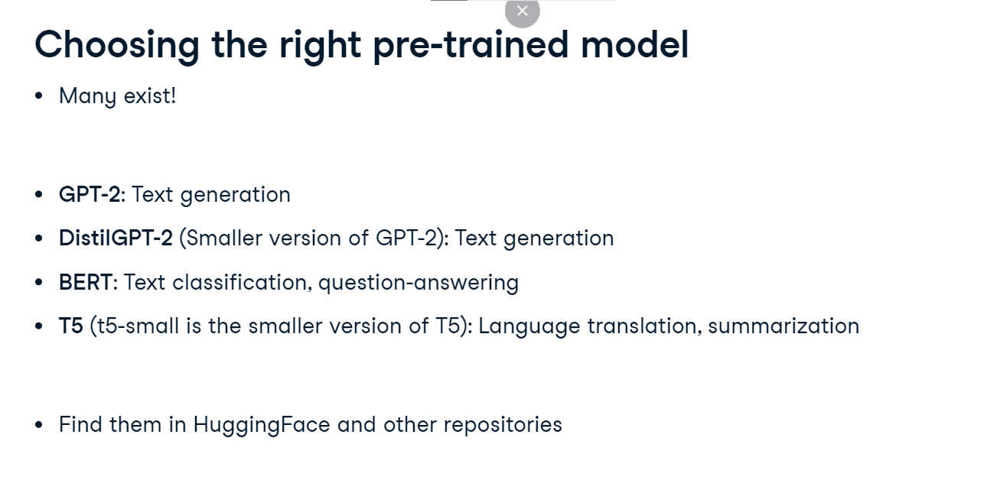 Choosing the right pre-trained model
• Many exist!
• GPT-2: Text generation
• DistilGPT-2 (Smaller version of GPT-2): Text generation
• BERT: Text classification, question-answering
• T5 (t5-small is the smaller version of T5): Language translation, summarization
• Find them in HuggingFace and other repositories